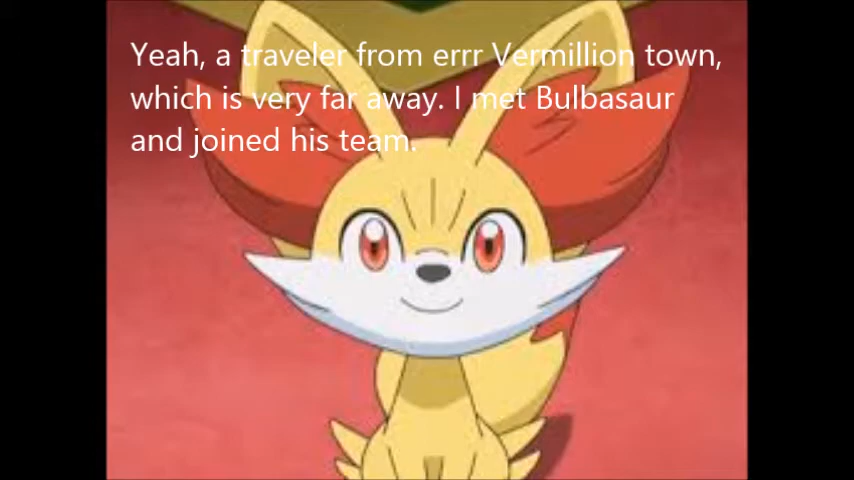 Yeah, a traveler from errr Vermillion town,
which is very far away. I met Bulbasaur
and joined his team.